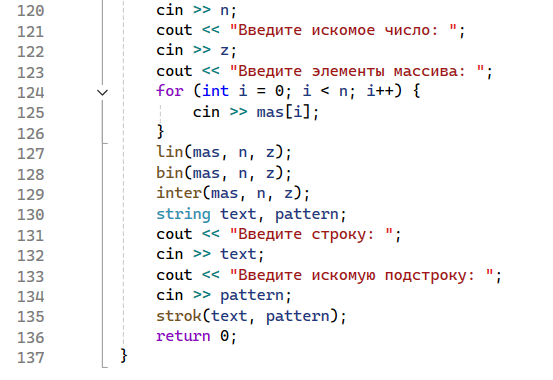 120 cin >> n;
121 cout << "Введите искомое число: ";
122 cin >> z;
123 cout << "Введите элементы массива: ";
124 for (int i = 0; i < n; i++) {
125 cin >> mas[i];
126 }
127 lin(mas, n, z);
128 bin(mas, n, z);
129 inter(mas, n, z);
130 string text, pattern;
131 cout << "Введите строку: ";
132 cin >> text;
133 cout << "Введите искомую подстроку: ";
134 cin >> pattern;
135 strok(text, pattern);
136 return 0;
137 }